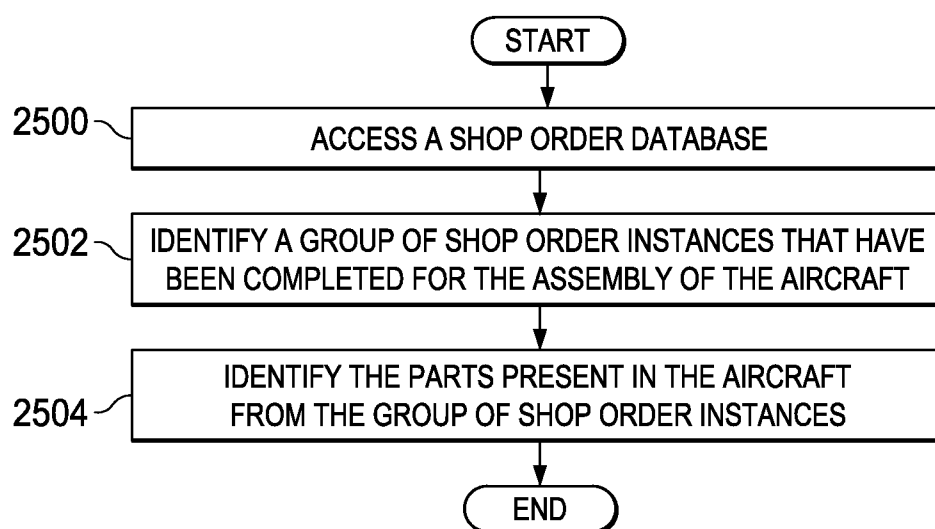 START
2500
ACCESS A SHOP ORDER DATABASE
2502
IDENTIFY A GROUP OF SHOP ORDER INSTANCES THAT HAVE
BEEN COMPLETED FOR THE ASSEMBLY OF THE AIRCRAFT
2504
IDENTIFY THE PARTS PRESENT IN THE AIRCRAFT
FROM THE GROUP OF SHOP ORDER INSTANCES
END